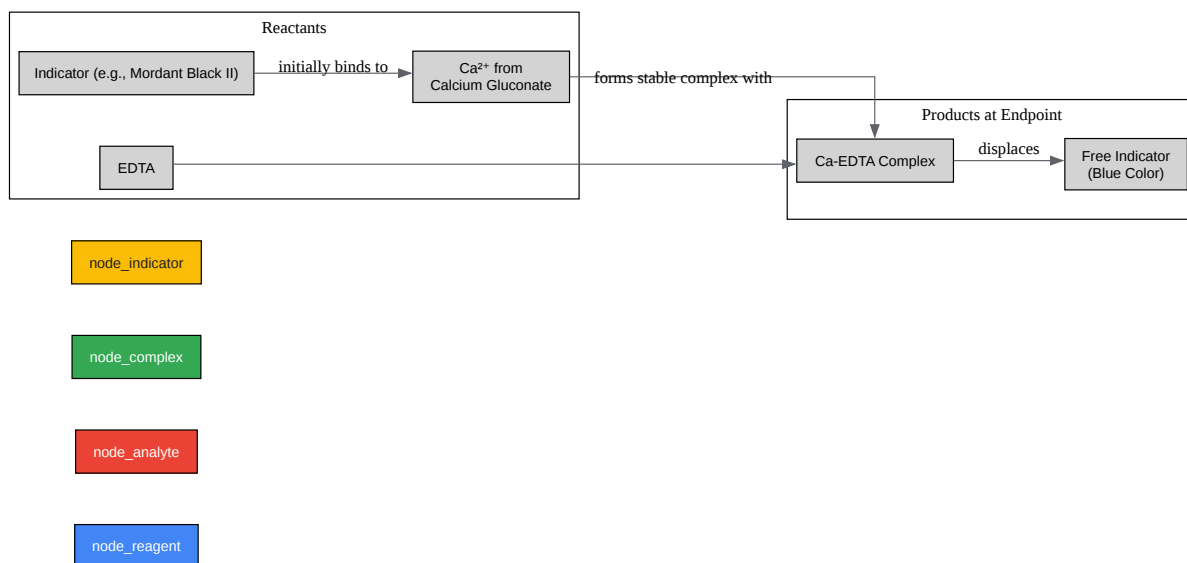 Reactants
Indicator (e.g., Mordant Black II)
initially binds to
Ca²⁺ from
Calcium Gluconate
forms stable complex with
EDTA
Products at Endpoint
Ca-EDTA Complex
displaces
Free Indicator
(Blue Color)
node_indicator
node_complex
node_analyte
node_reagent